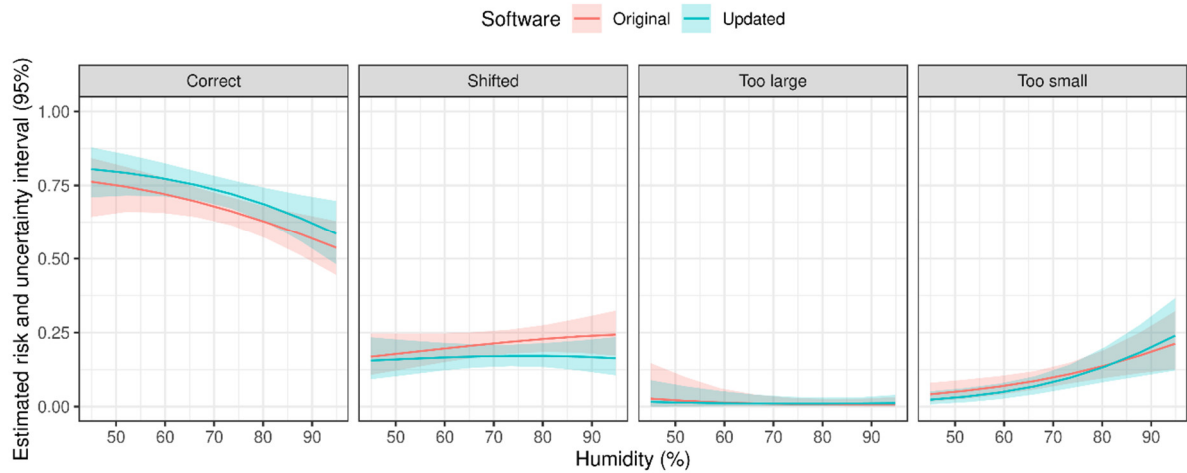 Software Original Updated
Correct Shifted Too large Too small
Estimated risk and uncertainty interval (95%)
1.00
0.75
0.50
0.25
0.00
50 60 70 80 90 50 60 70 80 90 50 60 70 80 90 50 60 70 80 90
Humidity (%)